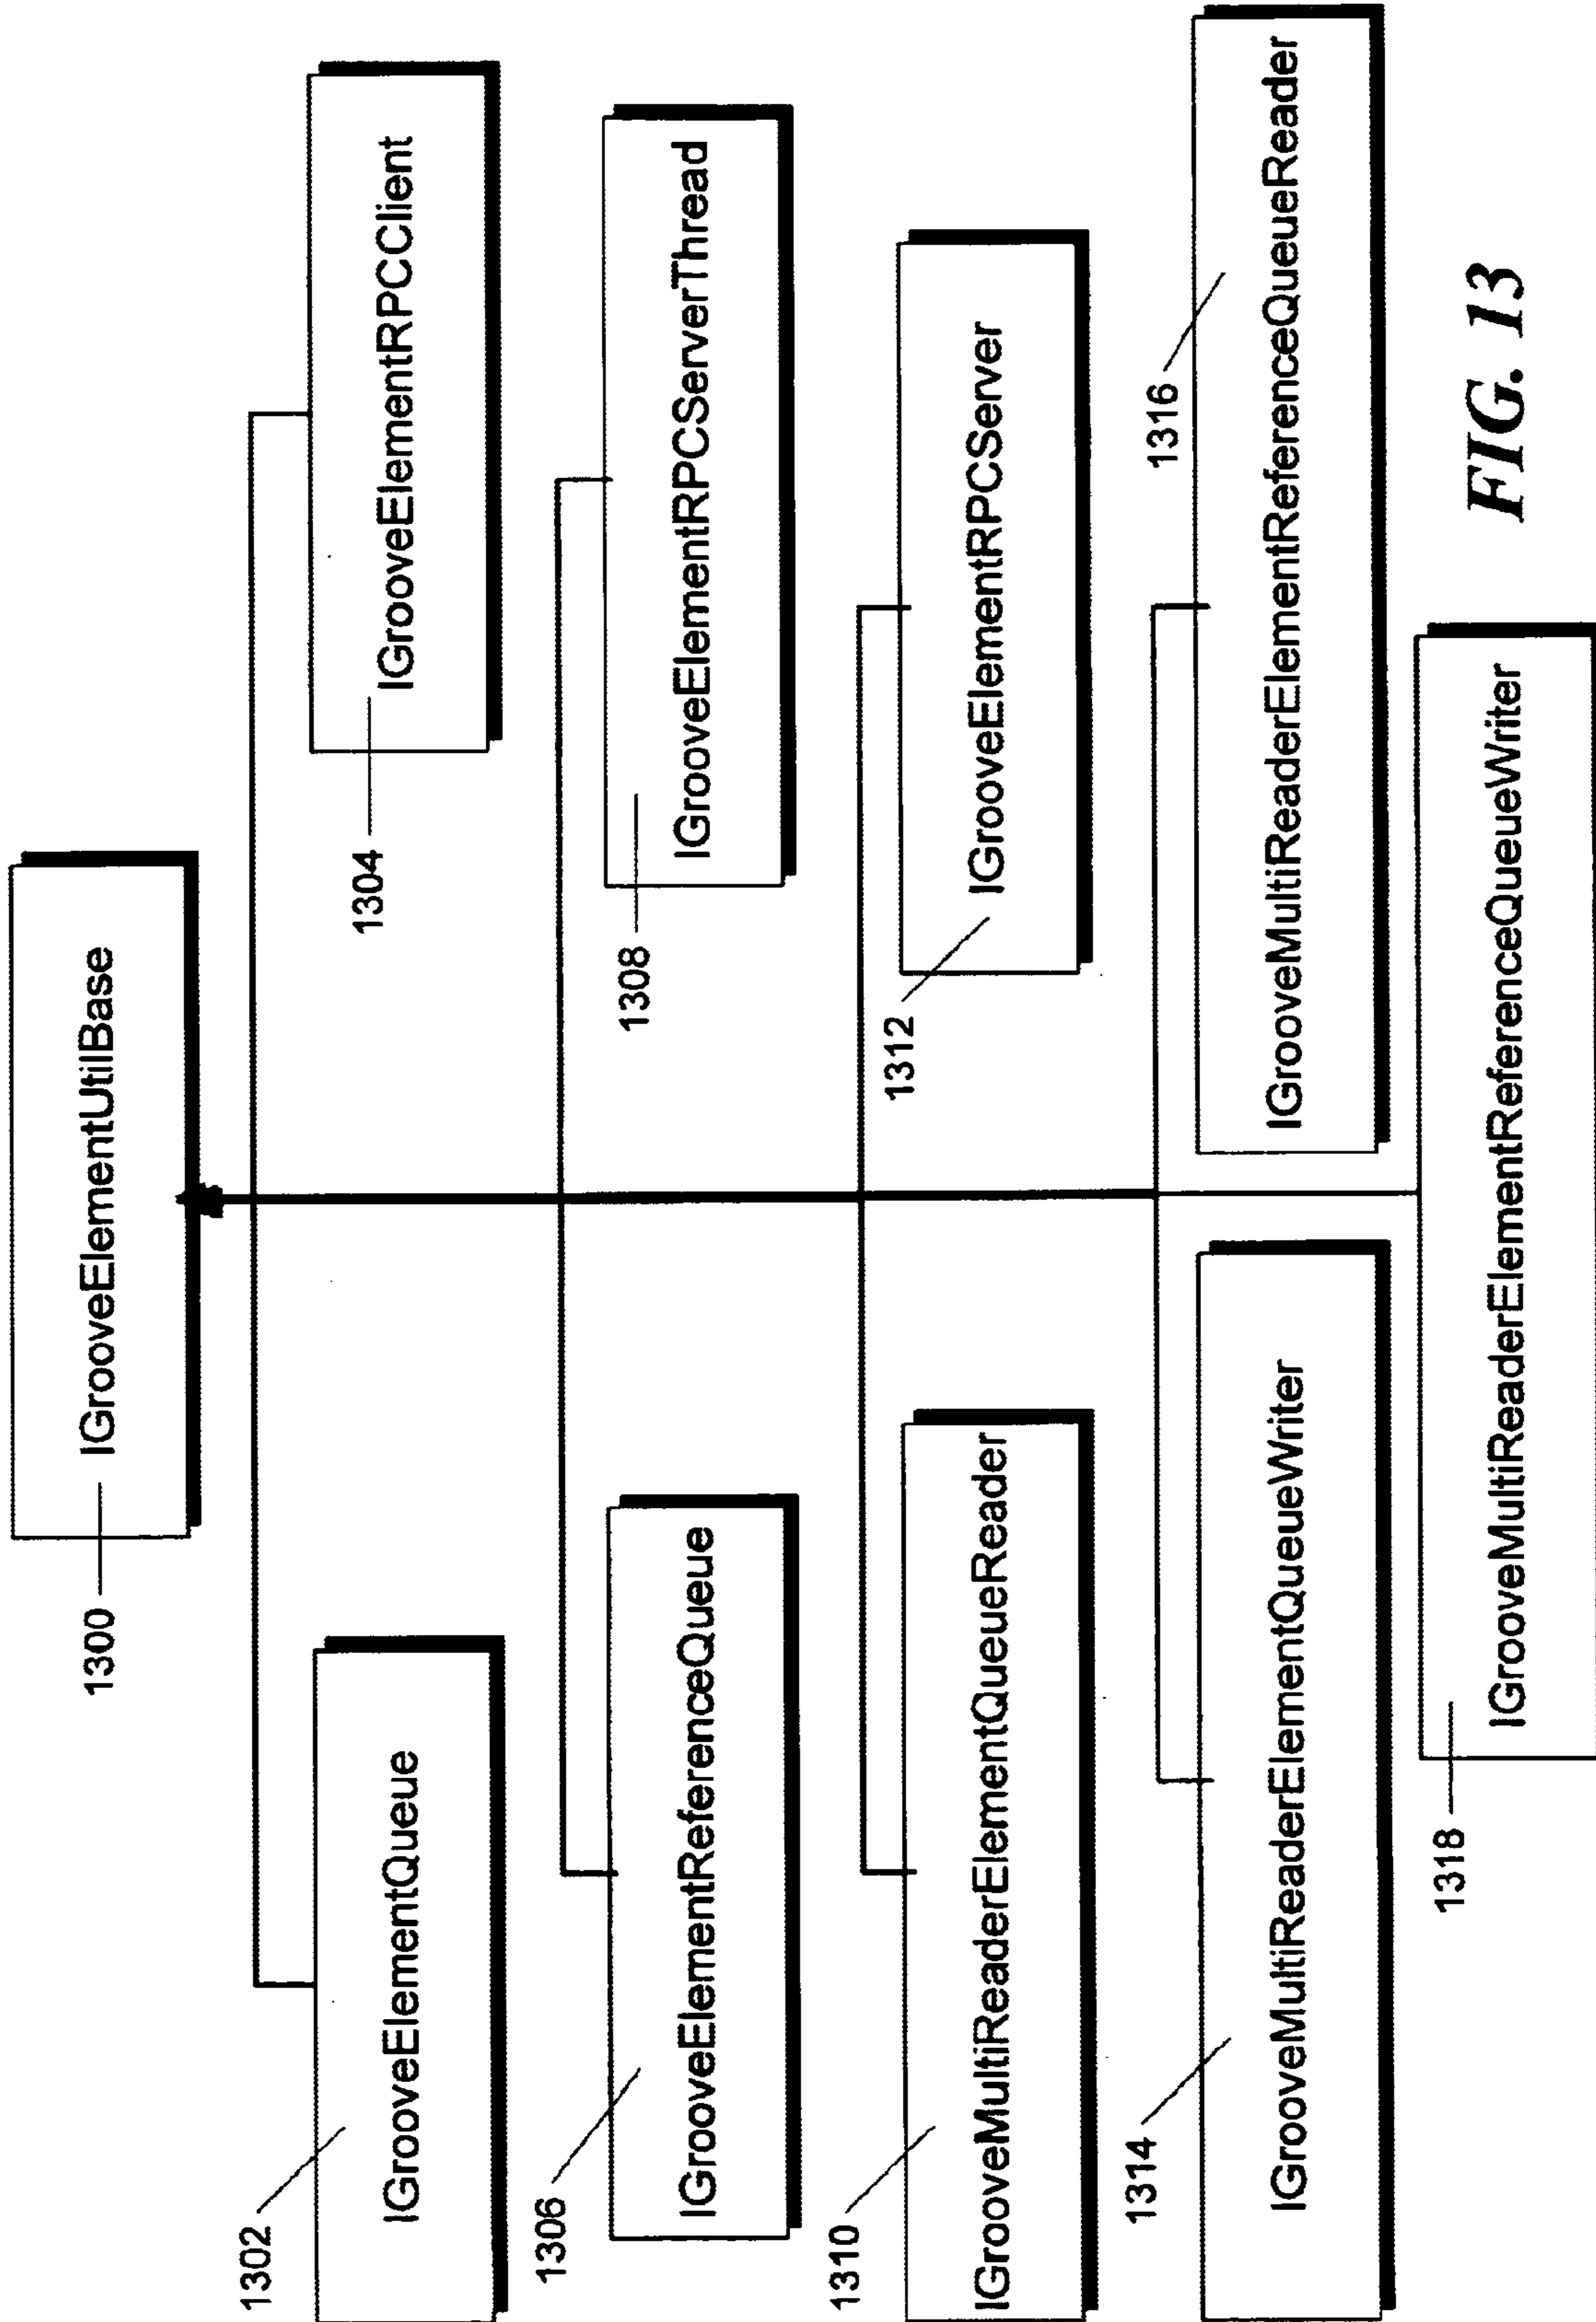 1300
IGrooveElementUtilBase
1302
IGrooveElementQueue
1304
IGrooveElementRPCClient
1306
IGrooveElementReferenceQueue
1308
IGrooveElementRPCServerThread
1310
IGrooveMultiReaderElementQueueReader
1312
IGrooveElementRPCServer
1314
IGrooveMultiReaderElementQueueWriter
1316
IGrooveMultiReaderElementReferenceQueueReader
1318
IGrooveMultiReaderElementReferenceQueueWriter
FIG. 13